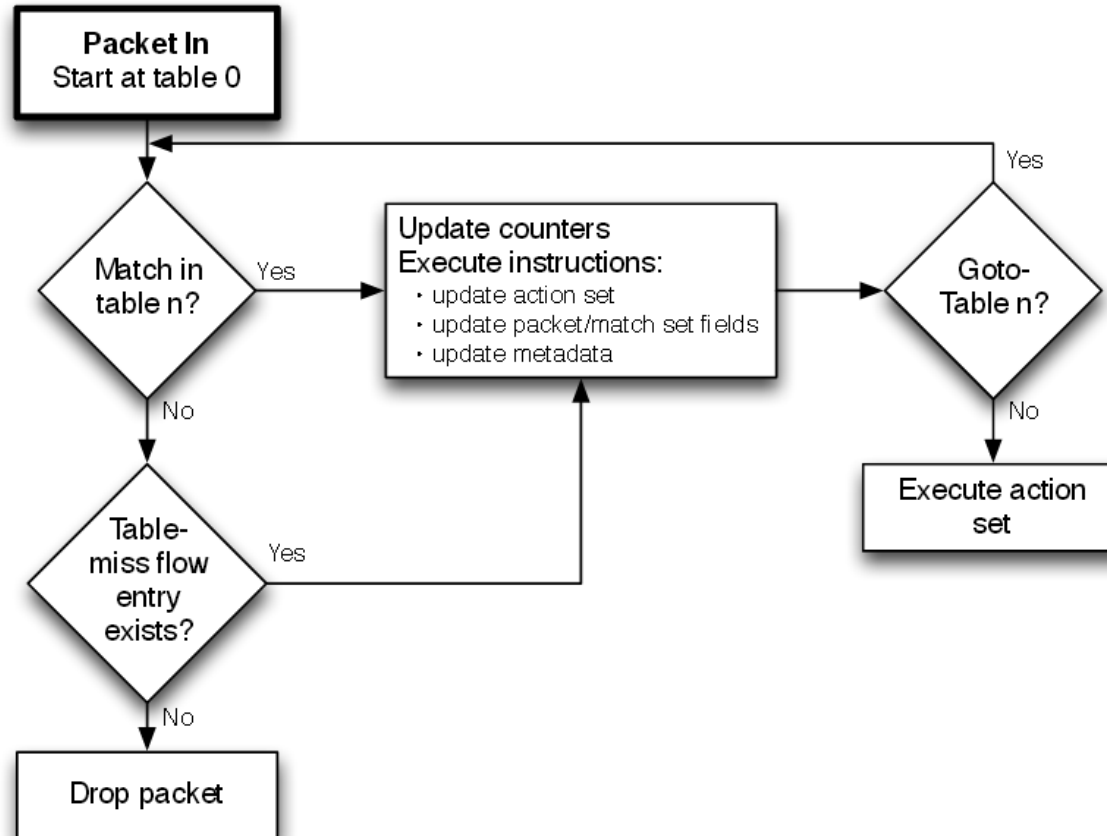 Packet In
Start at table 0
Yes
Match in
table n?
Yes
Update counters
Execute instructions:
• update action set
• update packet/match set fields
• update metadata
Goto-
Table n?
No
No
Execute action
set
Table-
miss flow
entry
exists?
Yes
No
Drop packet